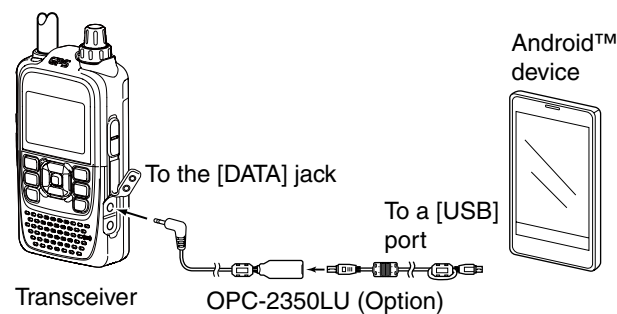 Android™
device
To the [DATA] jack
To a [USB]
port
Transceiver
OPC-2350LU (Option)